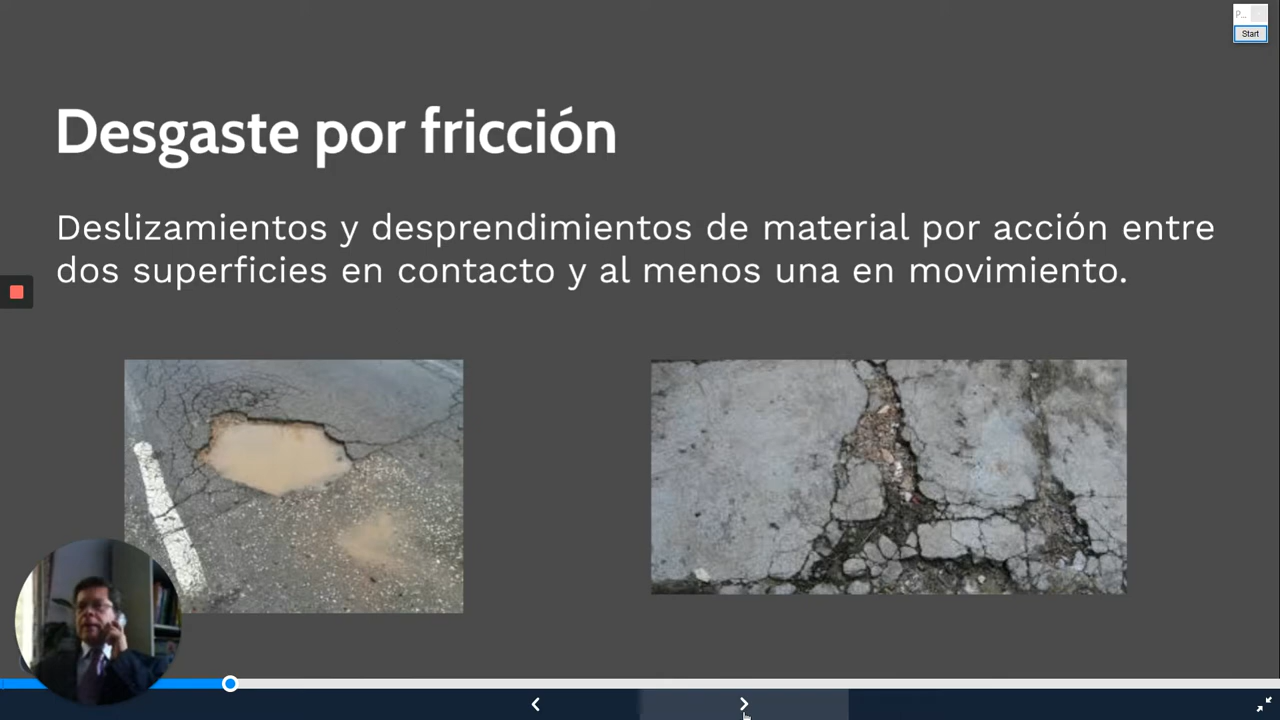 P...
Start
Desgaste por fricción
Deslizamientos y desprendimientos de material por acción entre
dos superficies en contacto y al menos una en movimiento.